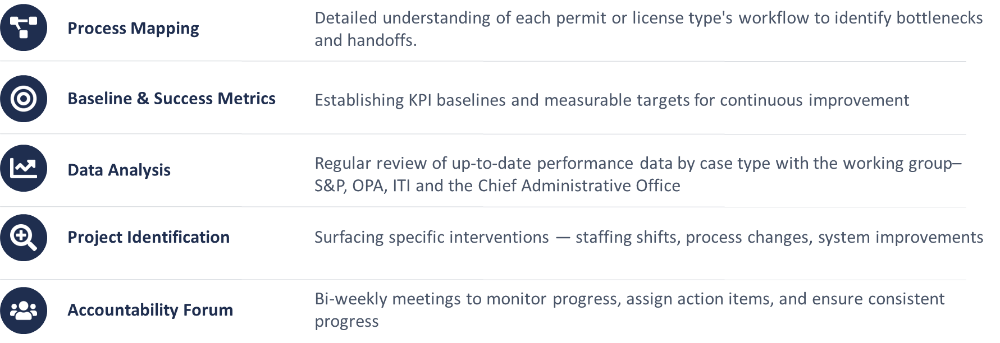 Process Mapping
Detailed understanding of each permit or license type's workflow to identify bottlenecks
and handoffs.
Baseline & Success Metrics
Establishing KPI baselines and measurable targets for continuous improvement
Data Analysis
Regular review of up-to-date performance data by case type with the working group–
S&P, OPA, ITI and the Chief Administrative Office
Project Identification
Surfacing specific interventions — staffing shifts, process changes, system improvements
Accountability Forum
Bi-weekly meetings to monitor progress, assign action items, and ensure consistent
progress